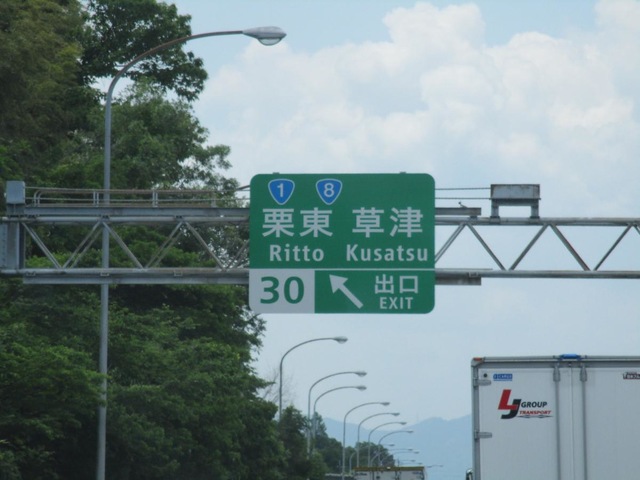 1 8
栗東 草津
Ritto Kusatsu
30 出口
EXIT
LJ GROUP
TRANSPORT